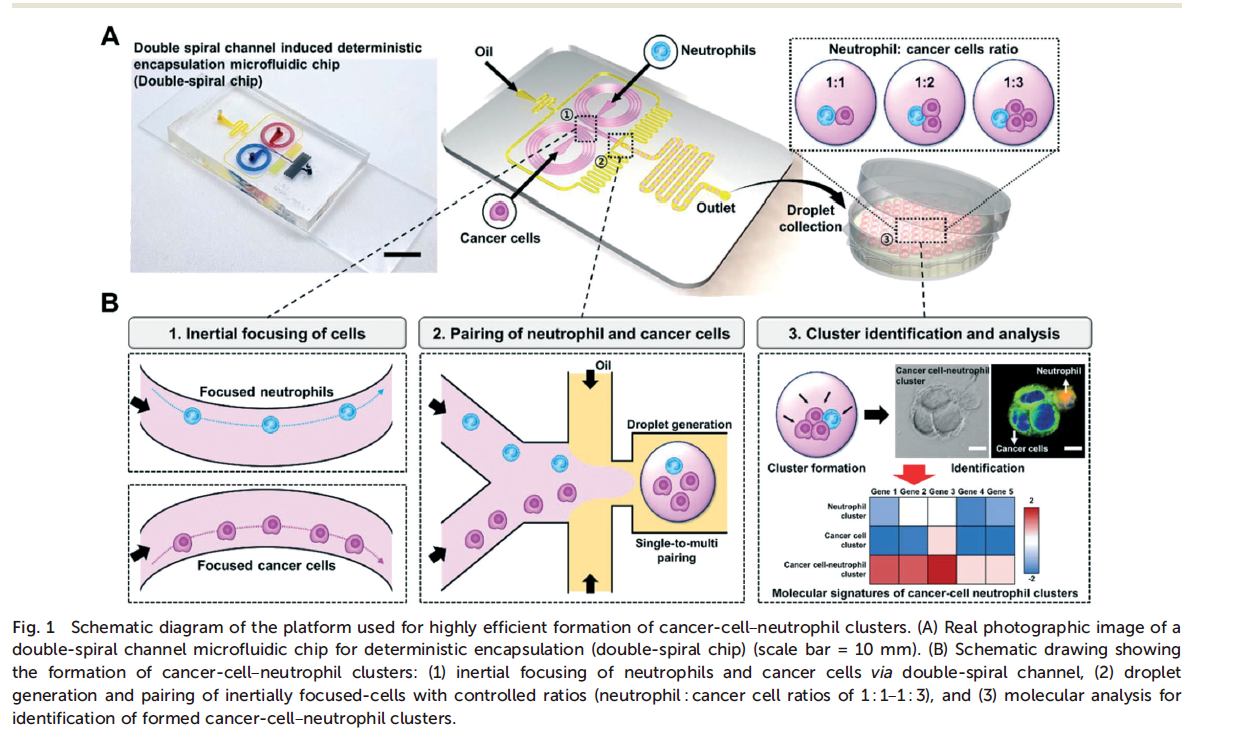 A
Double spiral channel induced deterministic
encapsulation microfluidic chip
(Double-spiral chip)
Oil
Neutrophils
①
②
Cancer cells
Outlet
Neutrophil: cancer cells ratio
1:1
1:2
1:3
Droplet
collection
③
B
1. Inertial focusing of cells
Focused neutrophils
Focused cancer cells
2. Pairing of neutrophil and cancer cells
Oil
Droplet generation
Single-to-multi
pairing
3. Cluster identification and analysis
Cancer cell-neutrophil
cluster
Neutrophil
Cancer cells
Cluster formation
Identification
Gene 1 Gene 2 Gene 3 Gene 4 Gene 5
Neutrophil
cluster
Cancer cell
cluster
Cancer cell-neutrophil
cluster
2
-2
Molecular signatures of cancer-cell neutrophil clusters
Fig. 1 Schematic diagram of the platform used for highly efficient formation of cancer-cell–neutrophil clusters. (A) Real photographic image of a
double-spiral channel microfluidic chip for deterministic encapsulation (double-spiral chip) (scale bar = 10 mm). (B) Schematic drawing showing
the formation of cancer-cell–neutrophil clusters: (1) inertial focusing of neutrophils and cancer cells via double-spiral channel, (2) droplet
generation and pairing of inertially focused-cells with controlled ratios (neutrophil : cancer cell ratios of 1 : 1–1 : 3), and (3) molecular analysis for
identification of formed cancer-cell–neutrophil clusters.